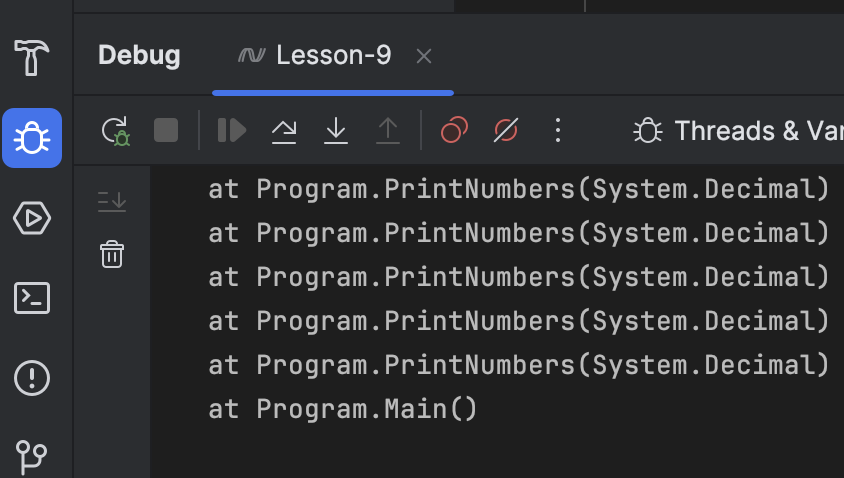 Debug Lesson-9
Threads & Var
at Program.PrintNumbers(System.Decimal)
at Program.PrintNumbers(System.Decimal)
at Program.PrintNumbers(System.Decimal)
at Program.PrintNumbers(System.Decimal)
at Program.PrintNumbers(System.Decimal)
at Program.Main()